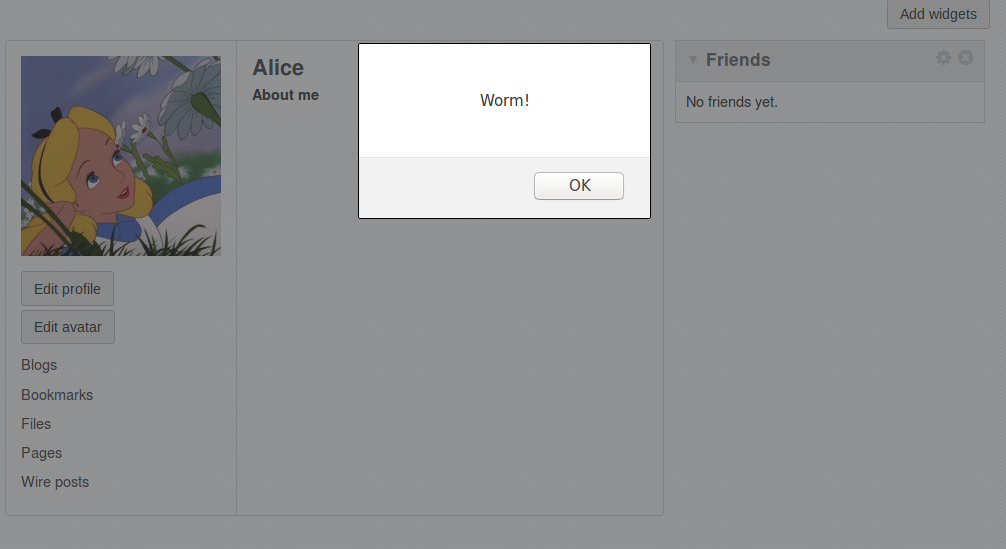 Add widgets
Alice
About me
Worm!
OK
Friends
No friends yet.
Edit profile
Edit avatar
Blogs
Bookmarks
Files
Pages
Wire posts